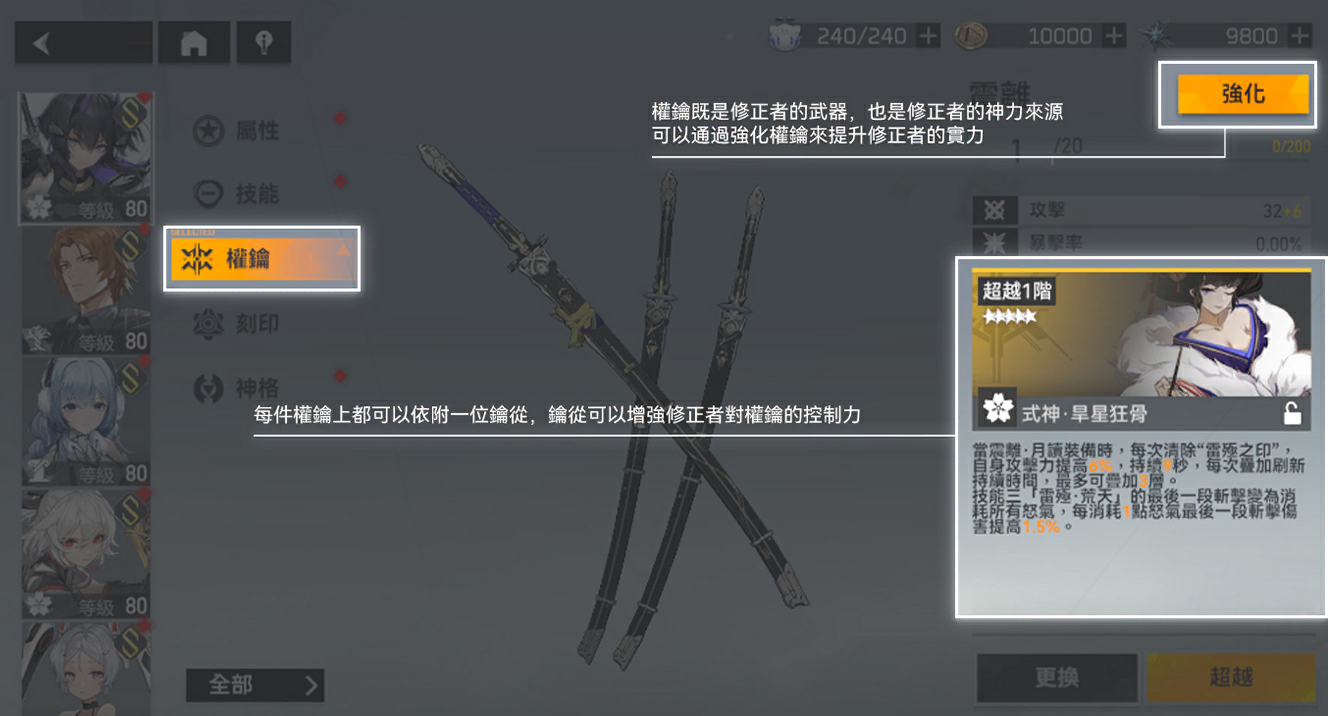 240/240
10000
9800
強化
震離
權鑰既是修正者的武器，也是修正者的神力來源
可以通過強化權鑰來提升修正者的實力
1 /20
0/200
S
等級 80
屬性
技能
SELECTED
權鑰
刻印
神格
攻擊 32+6
暴擊率 0.00%
S
等級 80
S
等級 80
S
等級 80
S
超越1階
式神·旱星狂骨
每件權鑰上都可以依附一位鑰從，鑰從可以增強修正者對權鑰的控制力
當震離·月讀裝備時，每次清除“雷殛之印”，
自身攻擊力提高6%，持續9秒，每次疊加刷新
持續時間，最多可疊加3層。
技能三「雷殛·荒天」的最後一段斬擊變為消
耗所有怒氣，每消耗1點怒氣最後一段斬擊傷
害提高1.5%。
全部
更換
超越